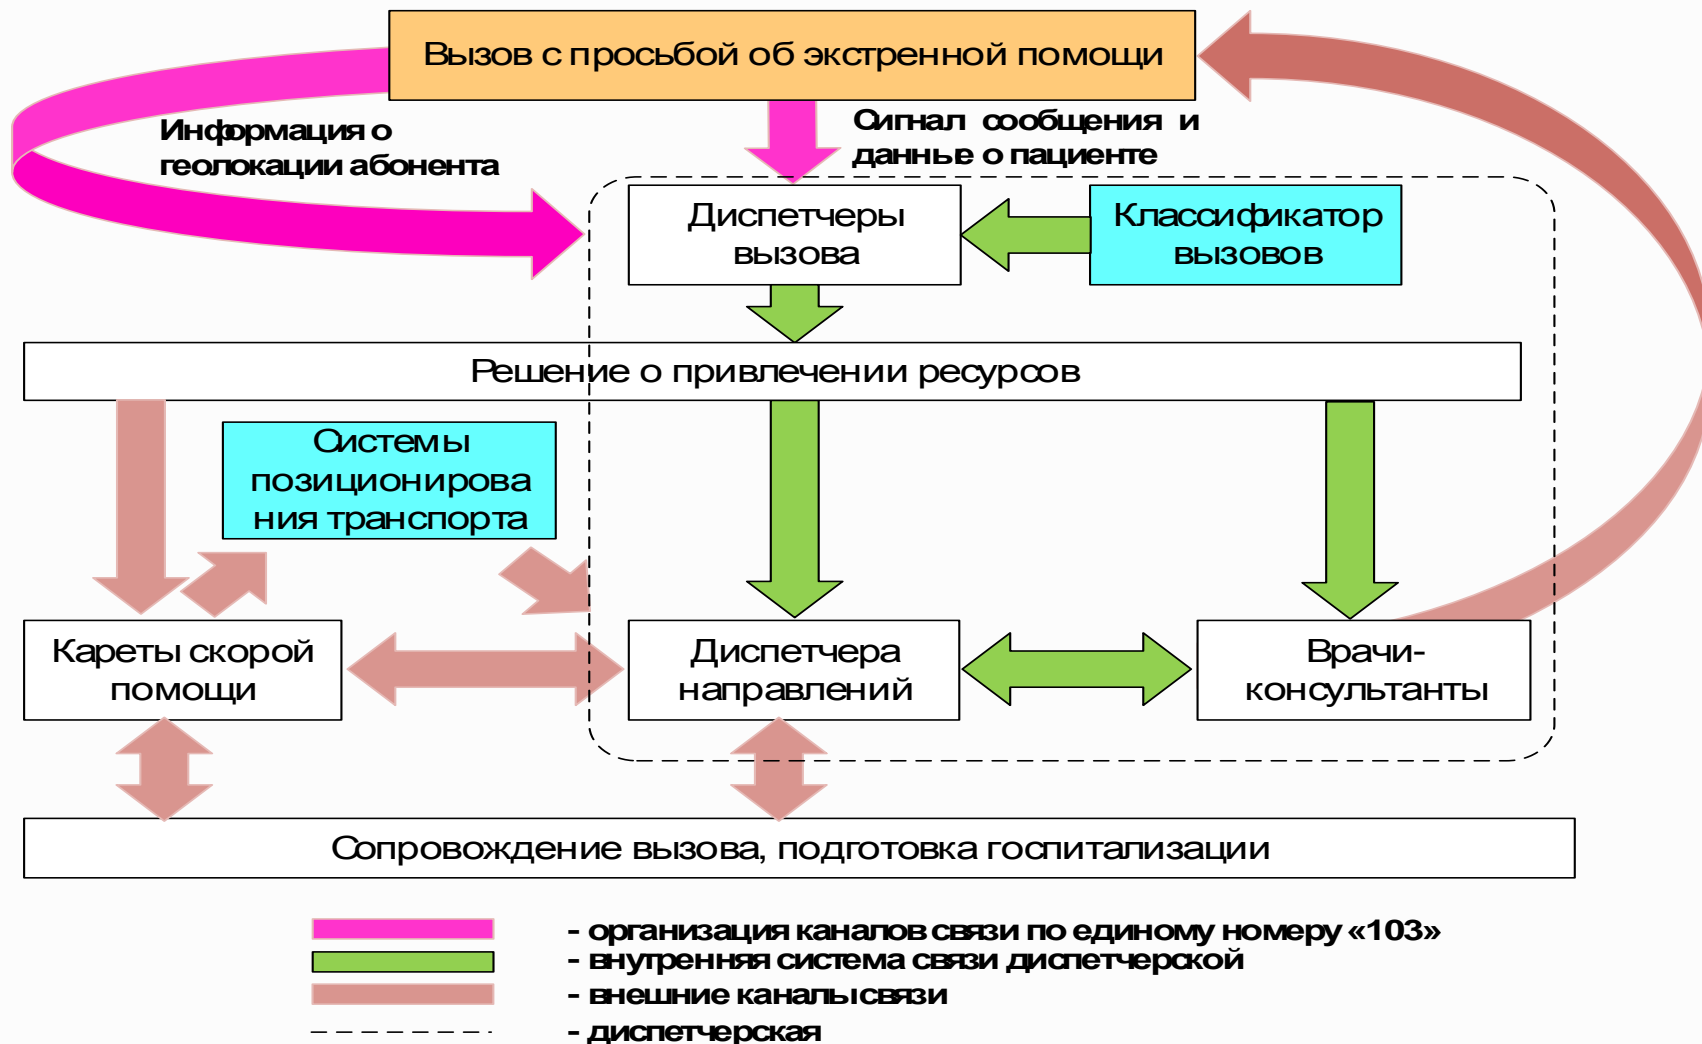 Вызов с просьбой об экстренной помощи
Информация о
геолокации абонента
Сигнал сообщения и
данные о пациенте
Диспетчеры
вызова
Классификатор
вызовов
Решение о привлечении ресурсов
Системы
позиционирова
ния транспорта
Кареты скорой
помощи
Диспетчера
направлений
Врачи-
консультанты
Сопровождение вызова, подготовка госпитализации
- организация каналов связи по единому номеру «103»
- внутренняя система связи диспетчерской
- внешние каналы связи
- диспетчерская